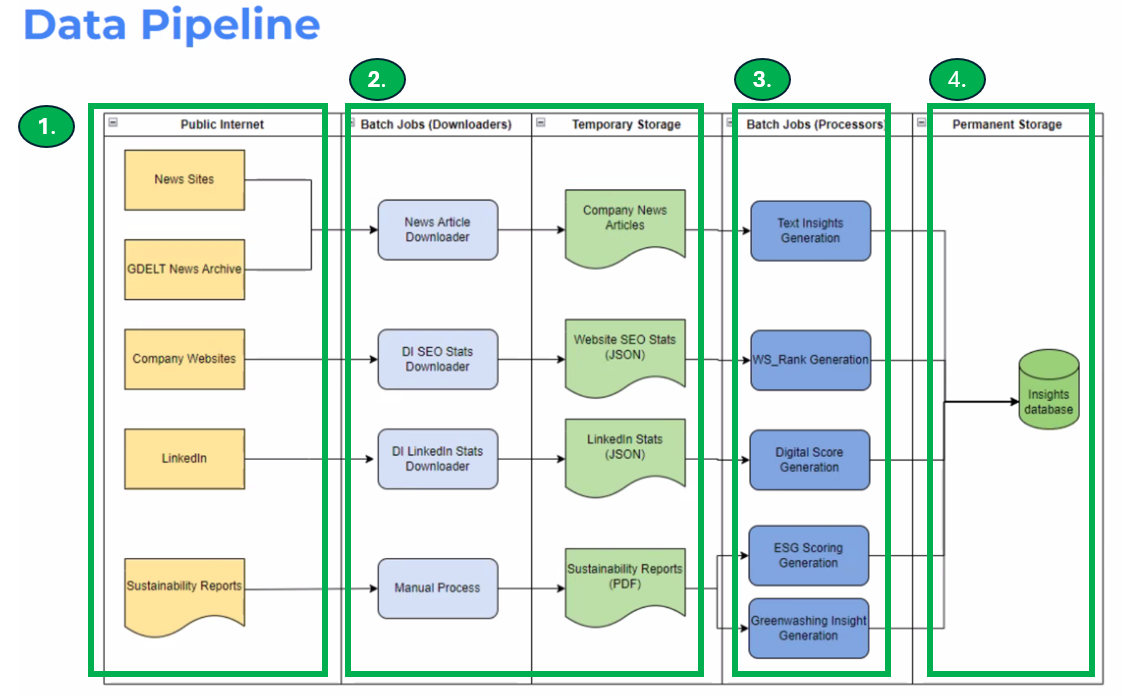 Data Pipeline
1.
2.
3.
4.
Public Internet
Batch Jobs (Downloaders)
Temporary Storage
Batch Jobs (Processors)
Permanent Storage
News Sites
GDELT News Archive
News Article
Downloader
Company News
Articles
Text Insights
Generation
Company Websites
DI SEO Stats
Downloader
Website SEO Stats
(JSON)
WS_Rank Generation
Insights
database
LinkedIn
DI LinkedIn Stats
Downloader
LinkedIn Stats
(JSON)
Digital Score
Generation
Sustainability Reports
Manual Process
Sustainability Reports
(PDF)
ESG Scoring
Generation
Greenwashing Insight
Generation